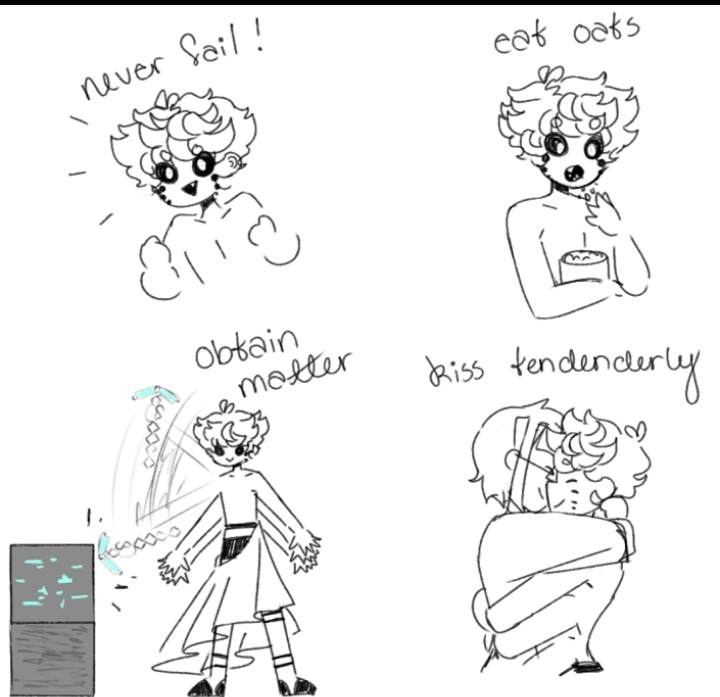 never fail!
eat oats
obtain
matter
kiss tendenderly